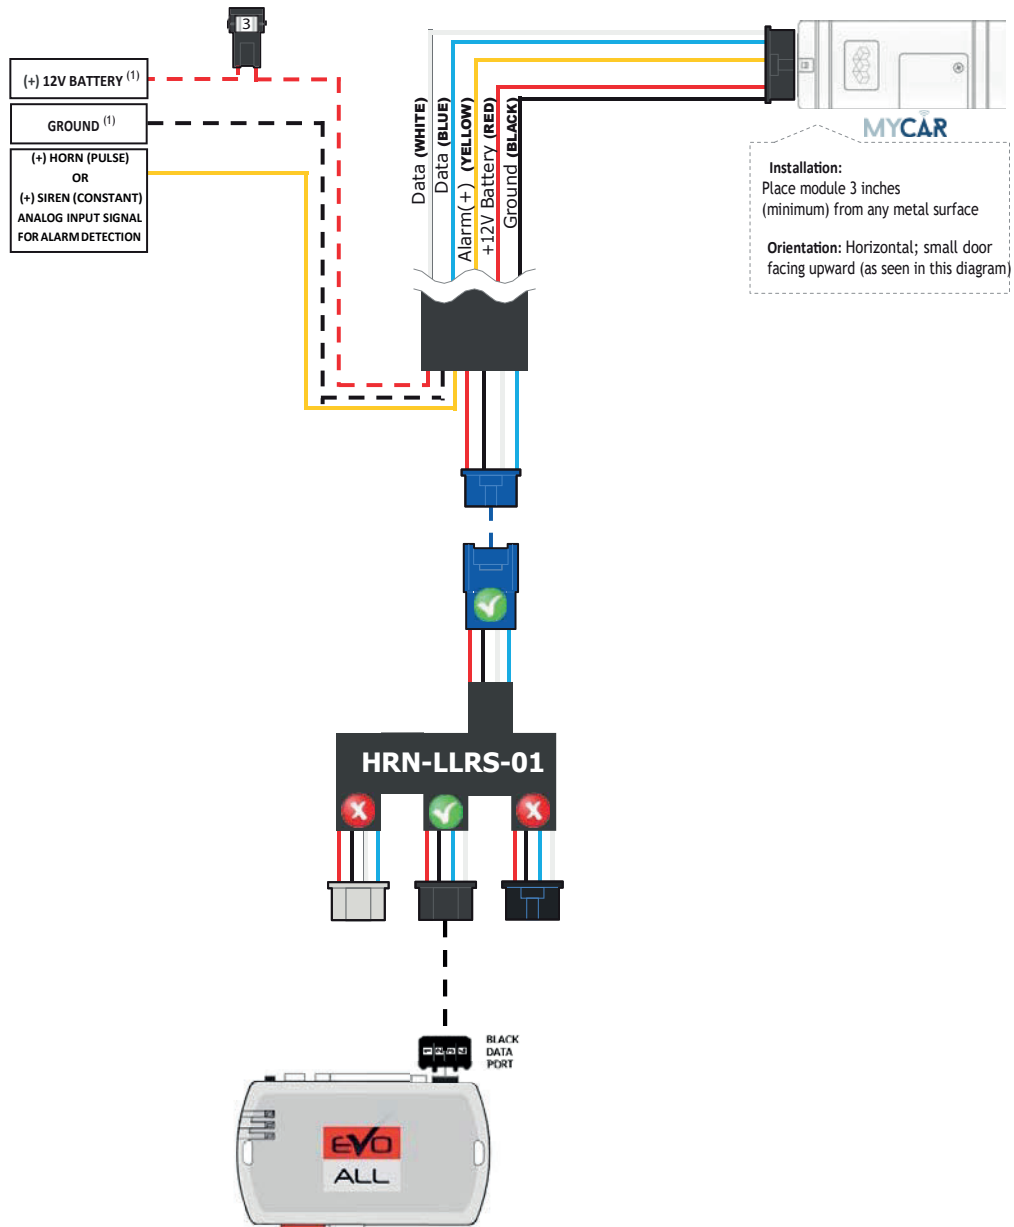 3
(+) 12V BATTERY (1)
GROUND (1)
(+) HORN (PULSE)
OR
(+) SIREN (CONSTANT)
ANALOG INPUT SIGNAL
FOR ALARM DETECTION
Data (WHITE)
Data (BLUE)
Alarm(+) (YELLOW)
+12V Battery (RED)
Ground (BLACK)
MYCAR
Installation:
Place module 3 inches
(minimum) from any metal surface
Orientation: Horizontal; small door
facing upward (as seen in this diagram)
HRN-LLRS-01
BLACK
DATA
PORT
EVO
ALL